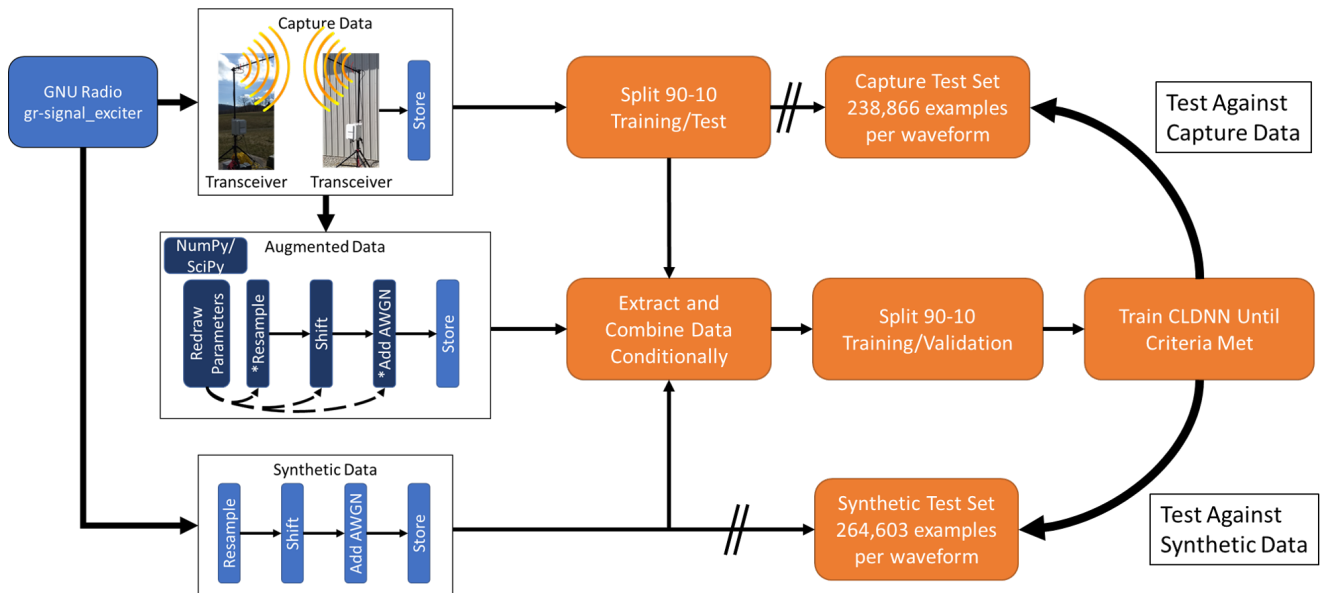 GNU Radio
gr-signal_exciter
Capture Data
Store
Transceiver
Transceiver
Split 90-10
Training/Test
Capture Test Set
238,866 examples
per waveform
Test Against
Capture Data
NumPy/
SciPy
Augmented Data
Redraw
Parameters
*Resample
Shift
*Add AWGN
Store
Extract and
Combine Data
Conditionally
Split 90-10
Training/Validation
Train CLDNN Until
Criteria Met
Synthetic Data
Resample
Shift
Add AWGN
Store
Synthetic Test Set
264,603 examples
per waveform
Test Against
Synthetic Data